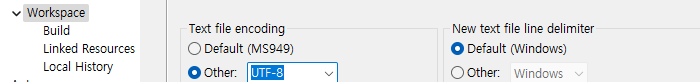 Workspace
Build
Linked Resources
Local History
Text file encoding
Default (MS949)
Other: UTF-8
New text file line delimiter
Default (Windows)
Other: Windows